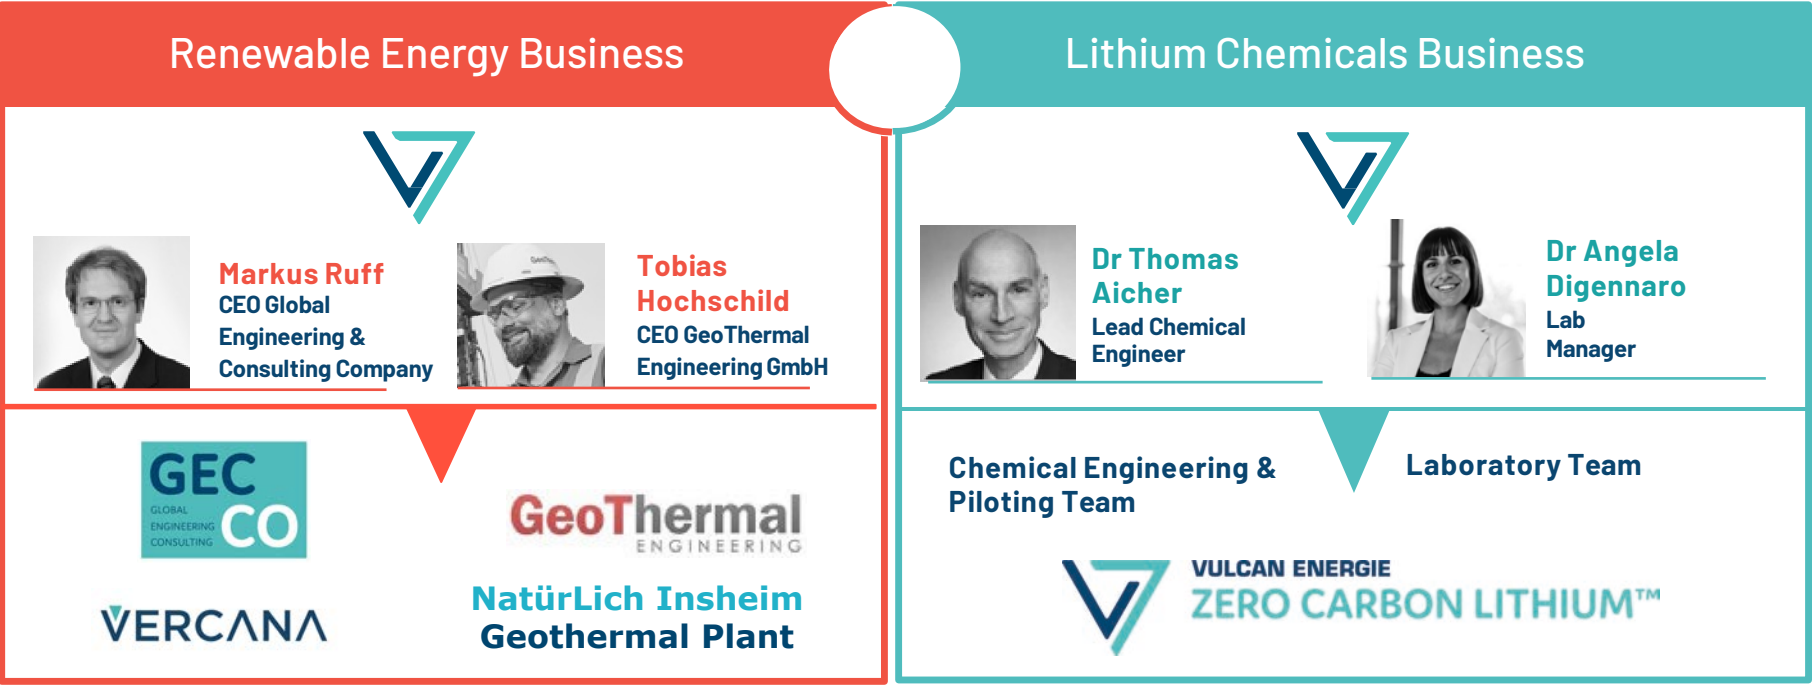 Renewable Energy Business
Lithium Chemicals Business
Markus Ruff
CEO Global
Engineering &
Consulting Company
Tobias
Hochschild
CEO GeoThermal
Engineering GmbH
Dr Thomas
Aicher
Lead Chemical
Engineer
Dr Angela
Digennaro
Lab
Manager
GEC
CO
GLOBAL
ENGINEERING
CONSULTING
GeoThermal
ENGINEERING
VERCANA
NatürLich Insheim
Geothermal Plant
Chemical Engineering &
Piloting Team
Laboratory Team
VULCAN ENERGIE
ZERO CARBON LITHIUM™